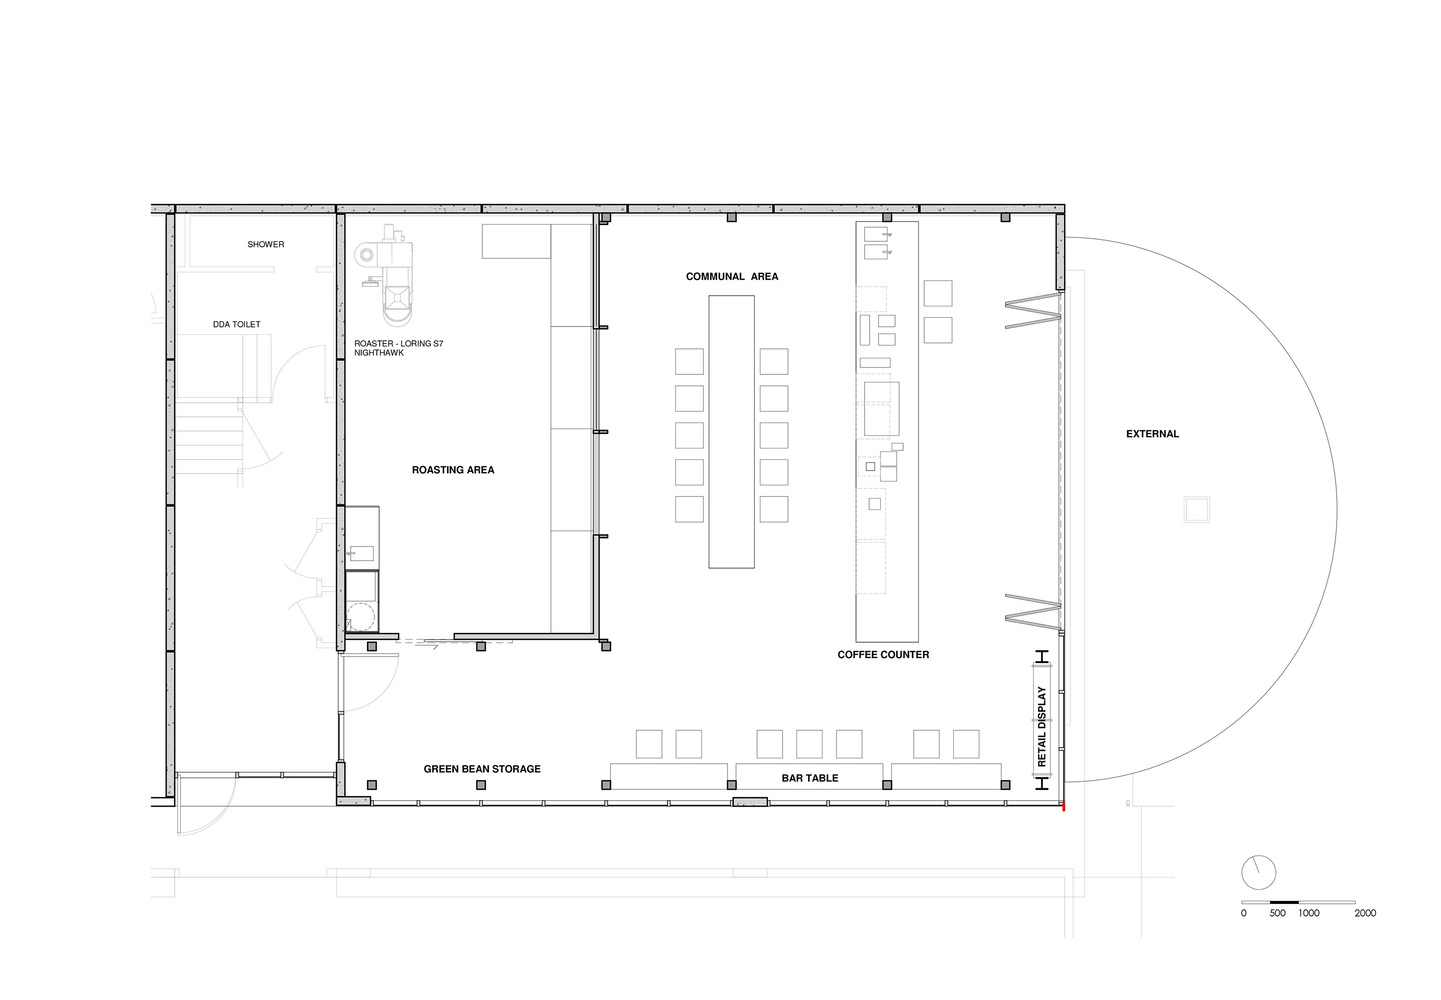 SHOWER
COMMUNAL AREA
DDA TOILET
ROASTER - LORING S7
NIGHTHAWK
EXTERNAL
ROASTING AREA
COFFEE COUNTER
RETAIL DISPLAY
GREEN BEAN STORAGE
BAR TABLE
0 500 1000 2000